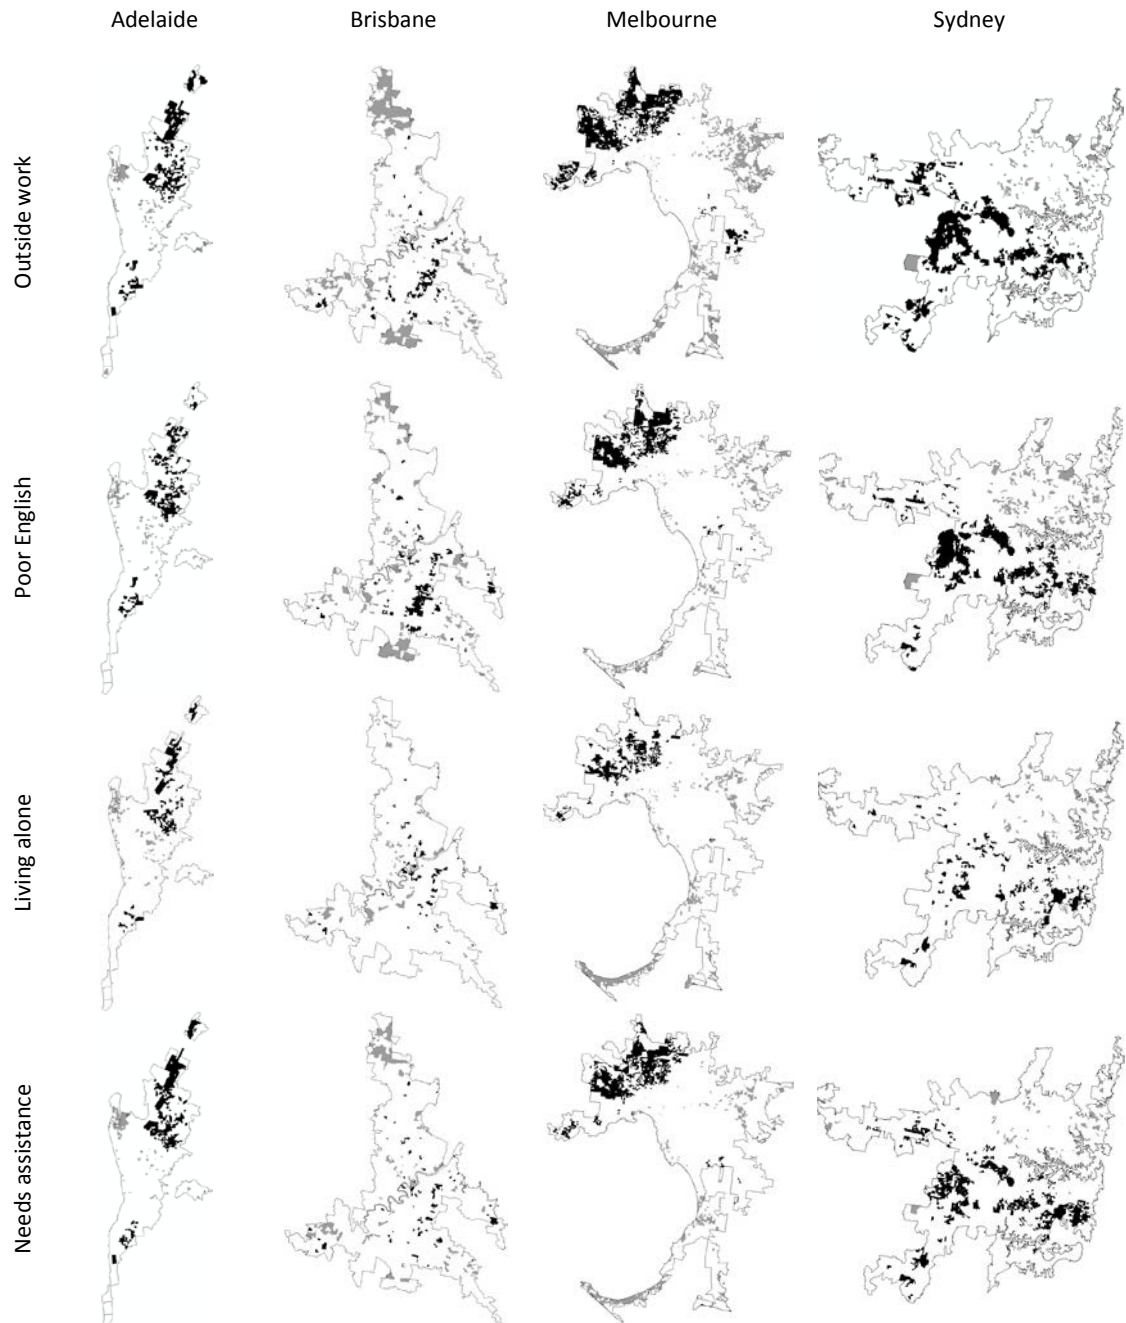 Adelaide
Brisbane
Melbourne
Sydney
Outside work
Poor English
Living alone
Needs assistance